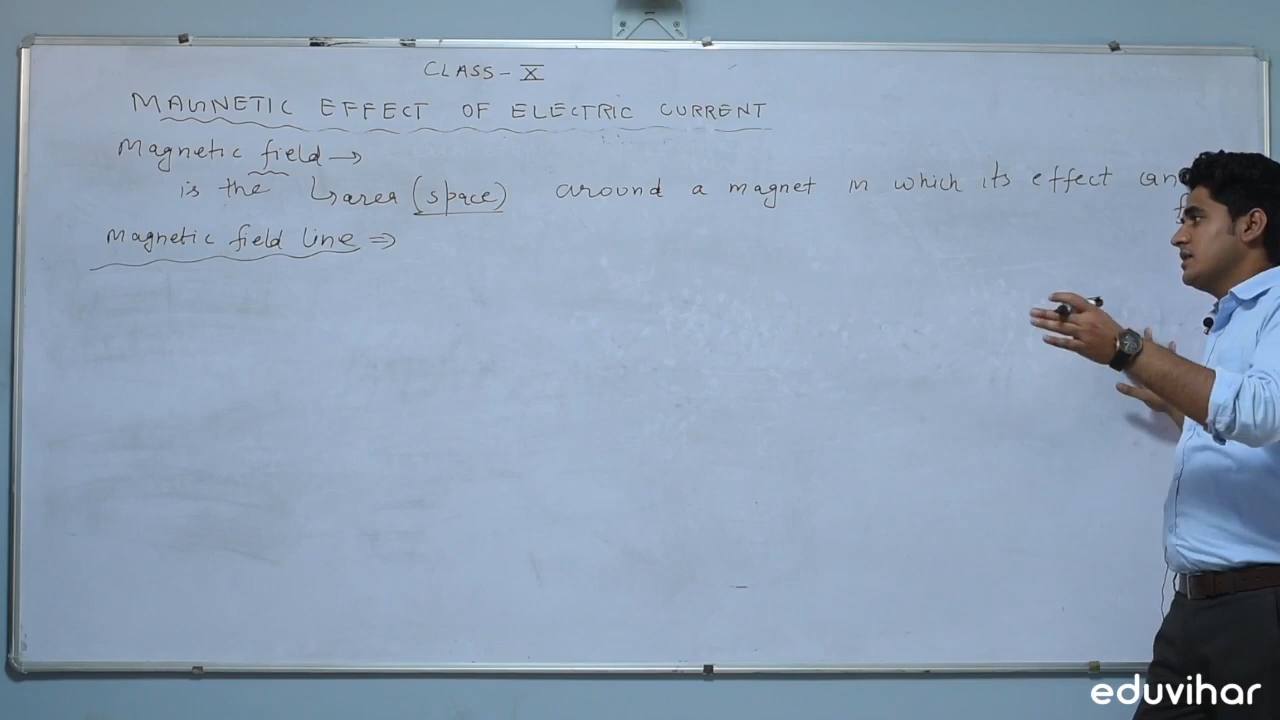 CLASS - X
MAGNETIC EFFECT OF ELECTRIC CURRENT
Magnetic field →
is the ↳ area (space) around a magnet in which its effect can
Magnetic field line ⇒
eduvihar